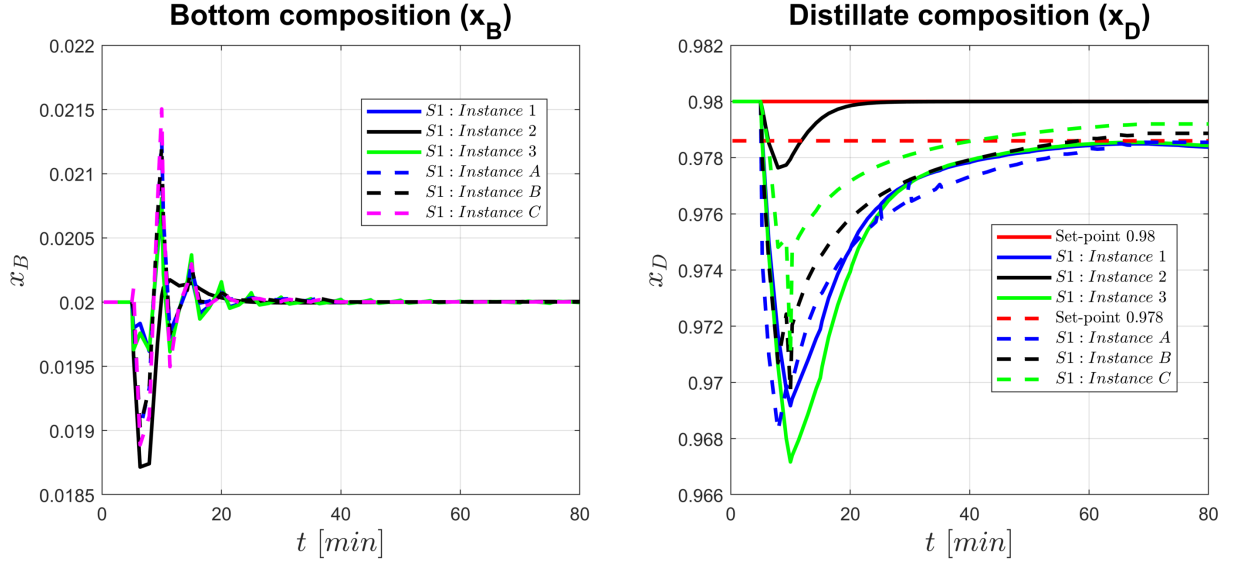 Bottom composition (x_B)
0.022
0.0215
0.021
0.0205
0.02
0.0195
0.019
0.0185
x_B
S1 : Instance 1
S1 : Instance 2
S1 : Instance 3
S1 : Instance A
S1 : Instance B
S1 : Instance C
0 20 40 60 80
t [min]
Distillate composition (x_D)
0.982
0.98
0.978
0.976
0.974
0.972
0.97
0.968
0.966
x_D
Set-point 0.98
S1 : Instance 1
S1 : Instance 2
S1 : Instance 3
Set-point 0.978
S1 : Instance A
S1 : Instance B
S1 : Instance C
0 20 40 60 80
t [min]